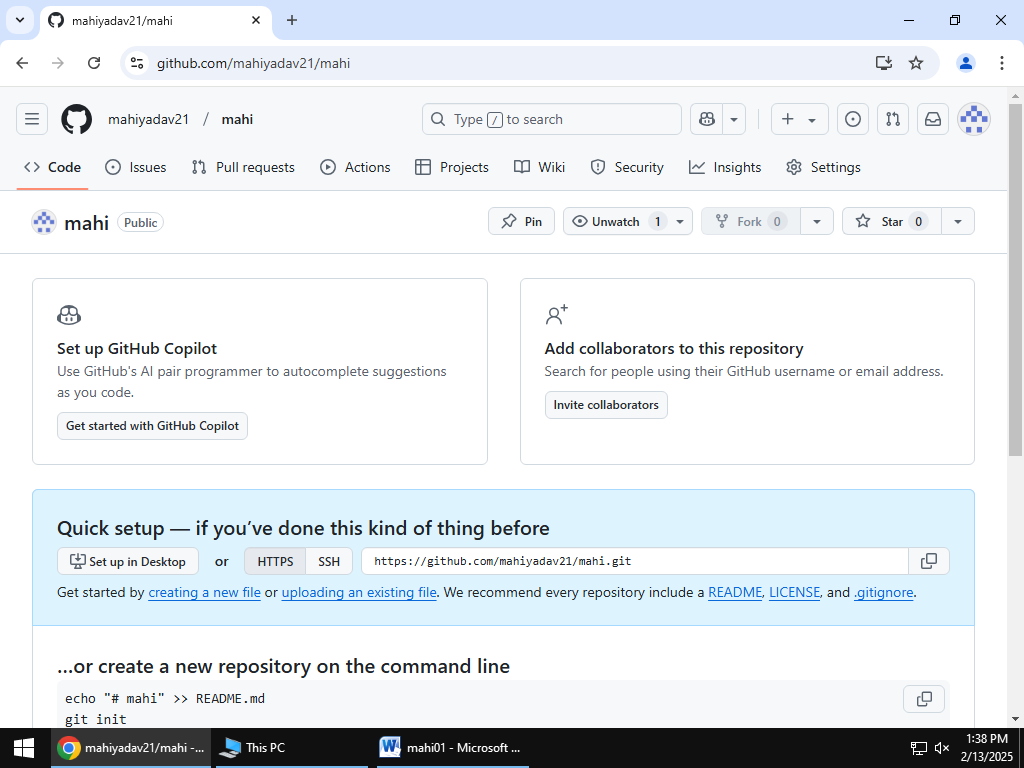 mahiyadav21/mahi
github.com/mahiyadav21/mahi
mahiyadav21 / mahi
Type / to search
Code Issues Pull requests Actions Projects Wiki Security Insights Settings
mahi Public
Pin Unwatch 1 Fork 0 Star 0
Set up GitHub Copilot
Use GitHub's AI pair programmer to autocomplete suggestions
as you code.
Get started with GitHub Copilot
Add collaborators to this repository
Search for people using their GitHub username or email address.
Invite collaborators
Quick setup — if you’ve done this kind of thing before
Set up in Desktop or HTTPS SSH https://github.com/mahiyadav21/mahi.git
Get started by creating a new file or uploading an existing file. We recommend every repository include a README, LICENSE, and .gitignore.
…or create a new repository on the command line
echo "# mahi" >> README.md
git init
mahiyadav21/mahi -...
This PC
mahi01 - Microsoft ...
1:38 PM
2/13/2025